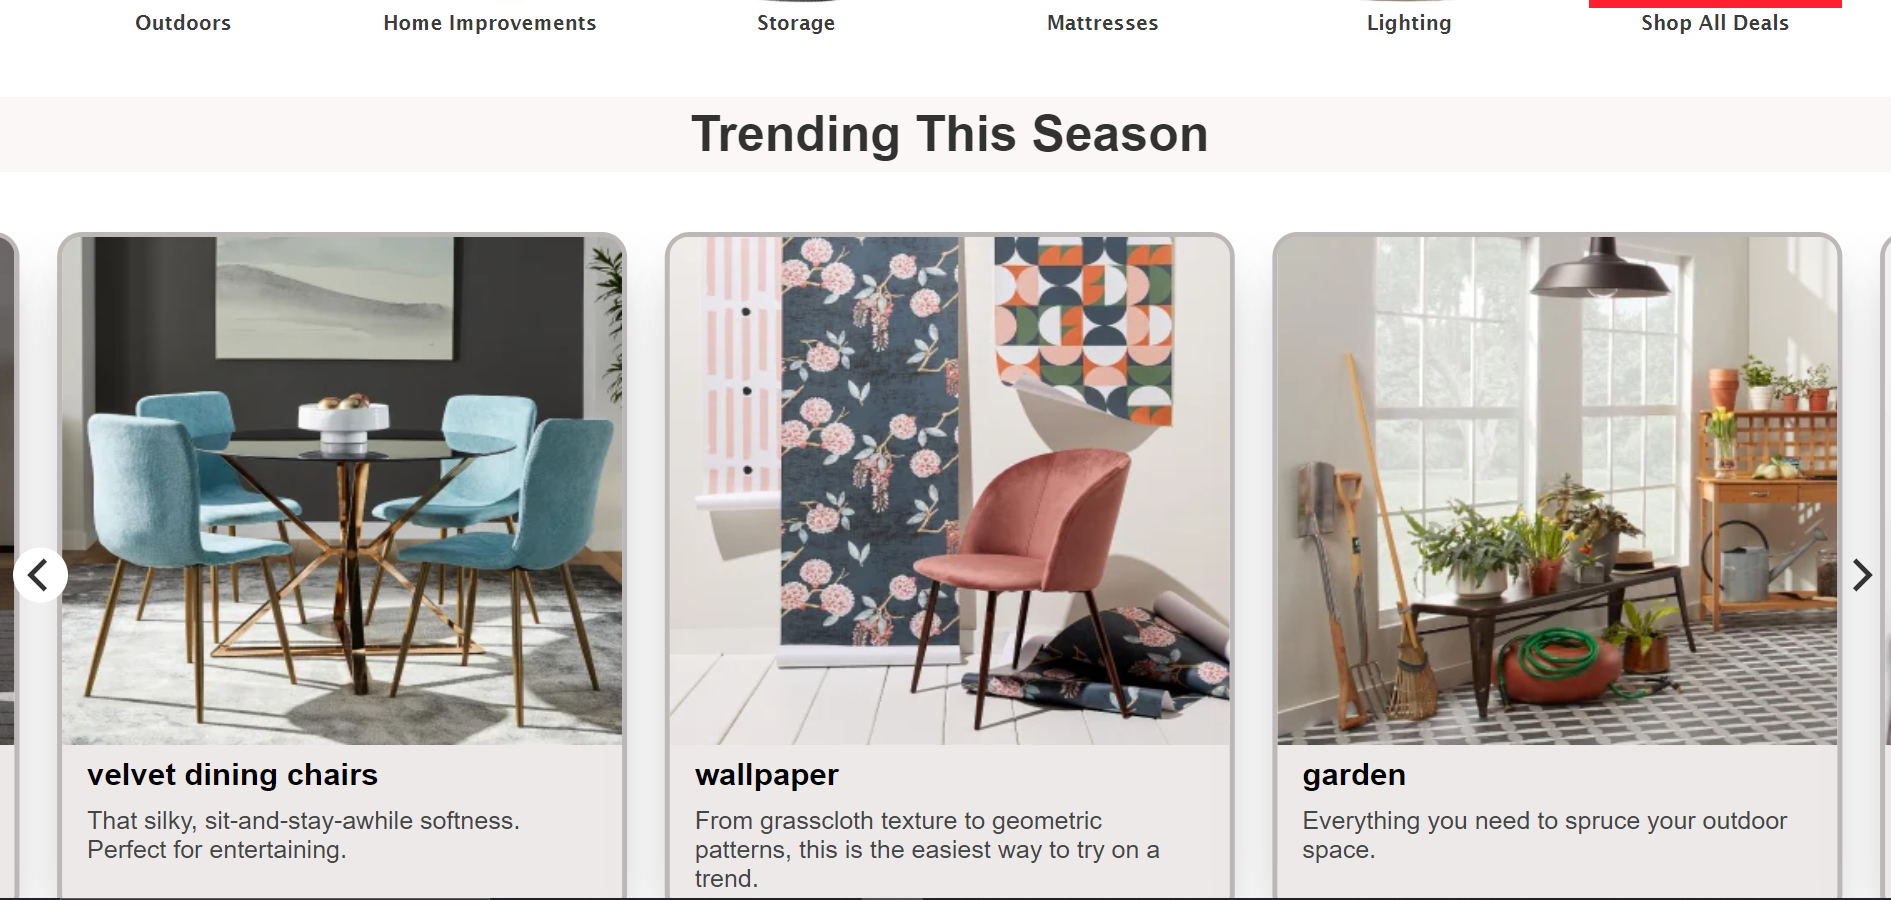 Outdoors
Home Improvements
Storage
Mattresses
Lighting
Shop All Deals
Trending This Season
velvet dining chairs
That silky, sit-and-stay-awhile softness.
Perfect for entertaining.
wallpaper
From grasscloth texture to geometric
patterns, this is the easiest way to try on a
trend.
garden
Everything you need to spruce your outdoor
space.